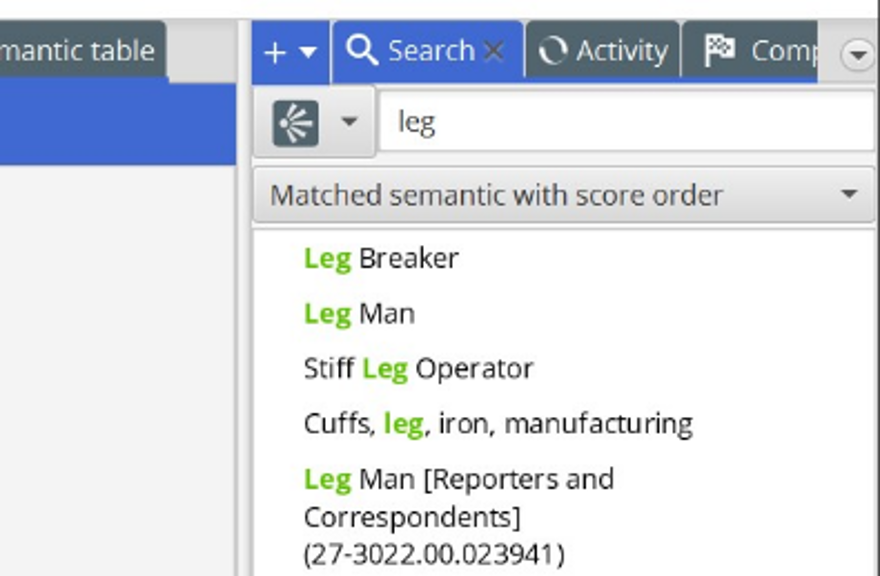 mantic table
Search
Activity
Comp
leg
Matched semantic with score order
Leg Breaker
Leg Man
Stiff Leg Operator
Cuffs, leg, iron, manufacturing
Leg Man [Reporters and
Correspondents]
(27-3022.00.023941)